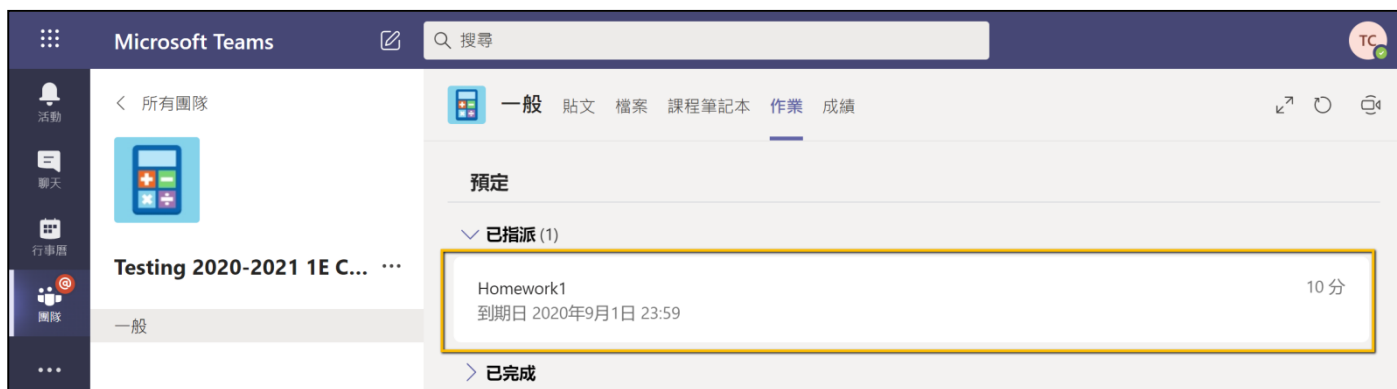 Microsoft Teams
搜尋
TC
活動
聊天
行事曆
@
團隊
所有團隊
Testing 2020-2021 1E C... ...
一般
一般 貼文 檔案 課程筆記本 作業 成績
預定
已指派 (1)
Homework1 10 分
到期日 2020年9月1日 23:59
已完成